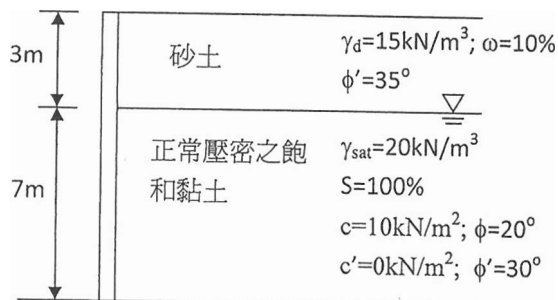 3m
砂土
γd=15kN/m³; ω=10%
ϕ′=35°
7m
正常壓密之飽
和黏土
γsat=20kN/m³
S=100%
c=10kN/m²; ϕ=20°
c′=0kN/m²; ϕ′=30°